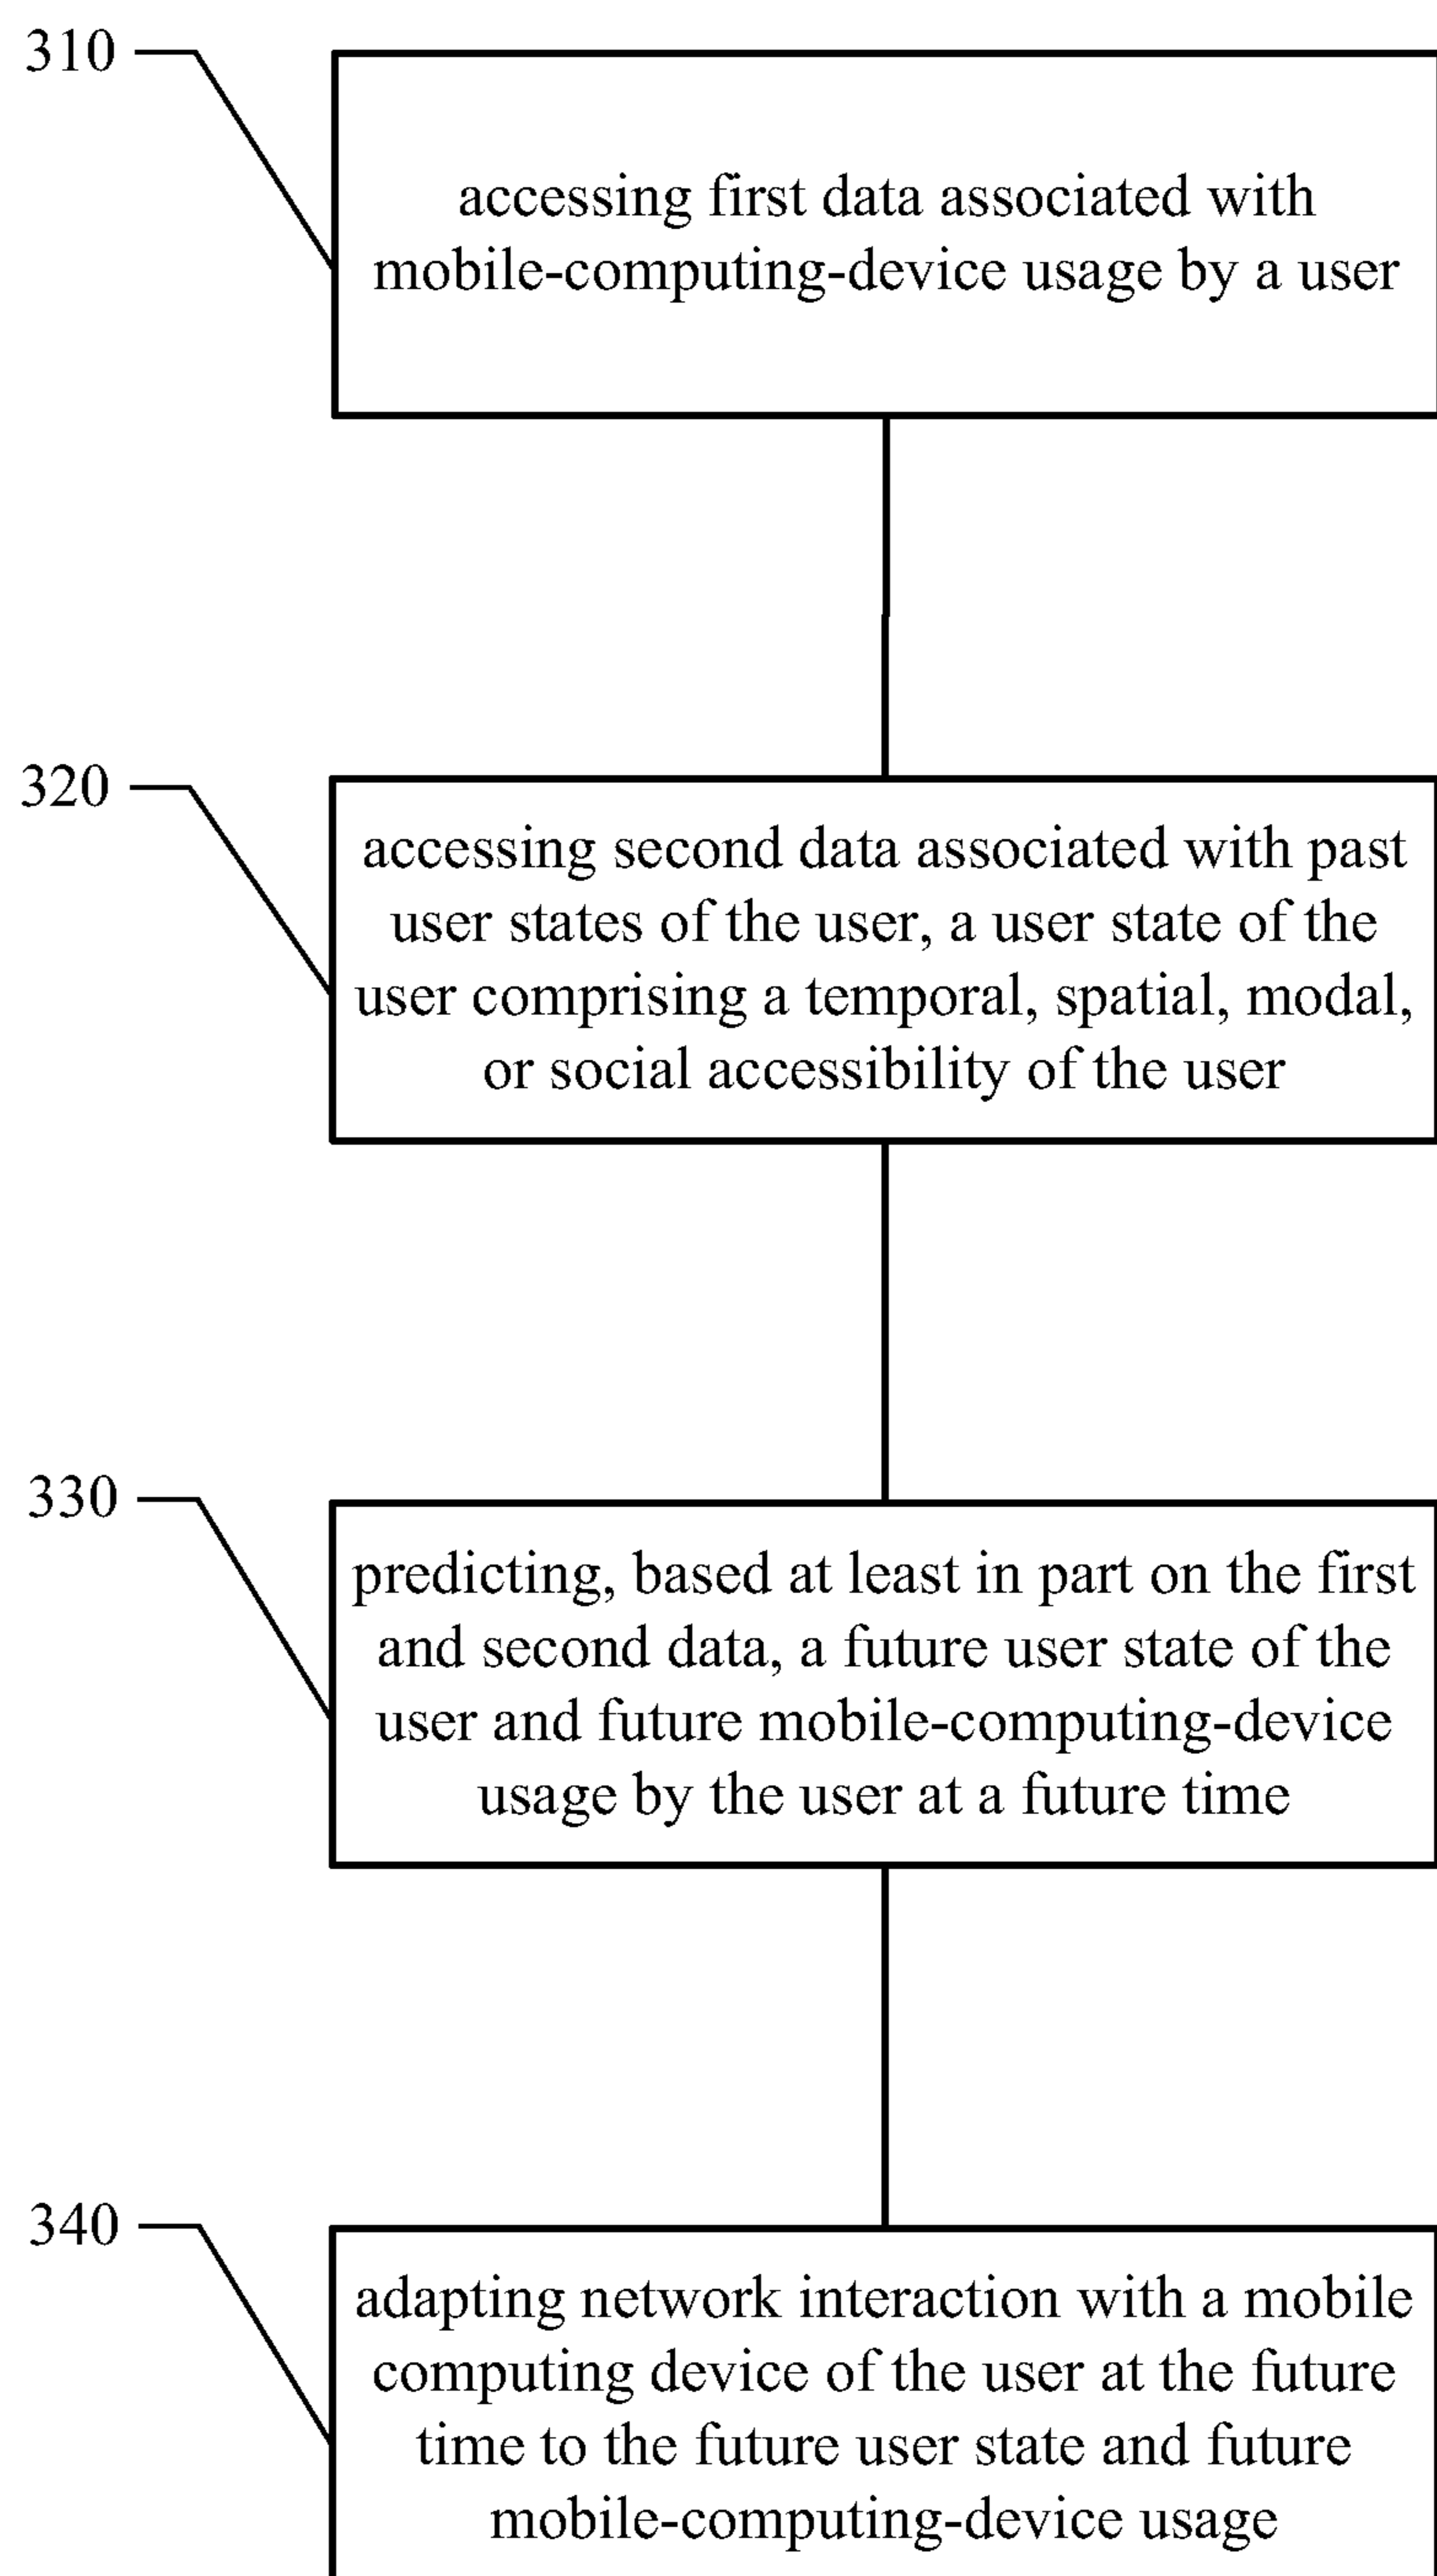 310
accessing first data associated with
mobile-computing-device usage by a user
320
accessing second data associated with past
user states of the user, a user state of the
user comprising a temporal, spatial, modal,
or social accessibility of the user
330
predicting, based at least in part on the first
and second data, a future user state of the
user and future mobile-computing-device
usage by the user at a future time
340
adapting network interaction with a mobile
computing device of the user at the future
time to the future user state and future
mobile-computing-device usage